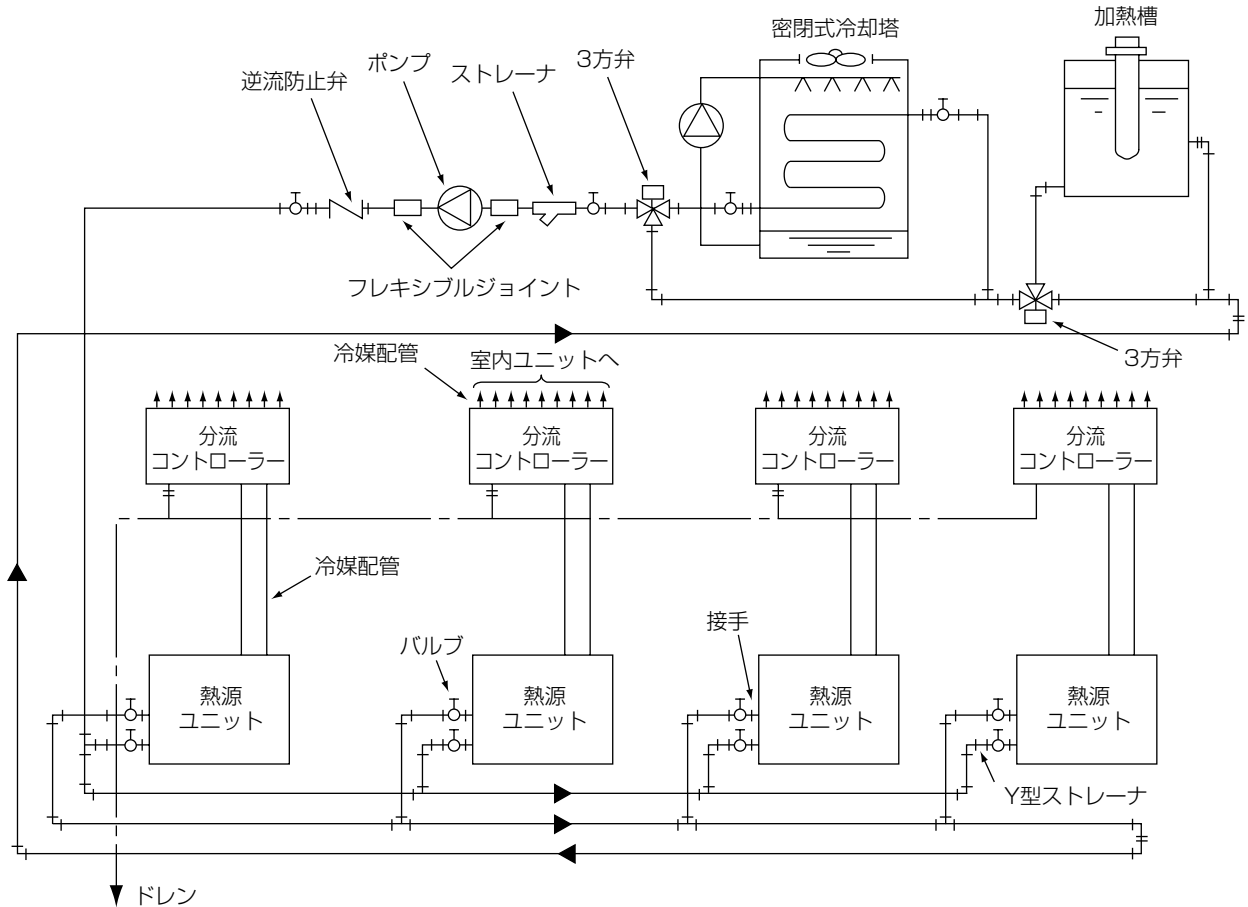 加熱槽
密閉式冷却塔
3方弁
ストレーナ
ポンプ
逆流防止弁
フレキシブルジョイント
3方弁
冷媒配管
室内ユニットへ
分流
コントローラー
分流
コントローラー
分流
コントローラー
分流
コントローラー
冷媒配管
バルブ
接手
熱源
ユニット
熱源
ユニット
熱源
ユニット
熱源
ユニット
Y型ストレーナ
ドレン